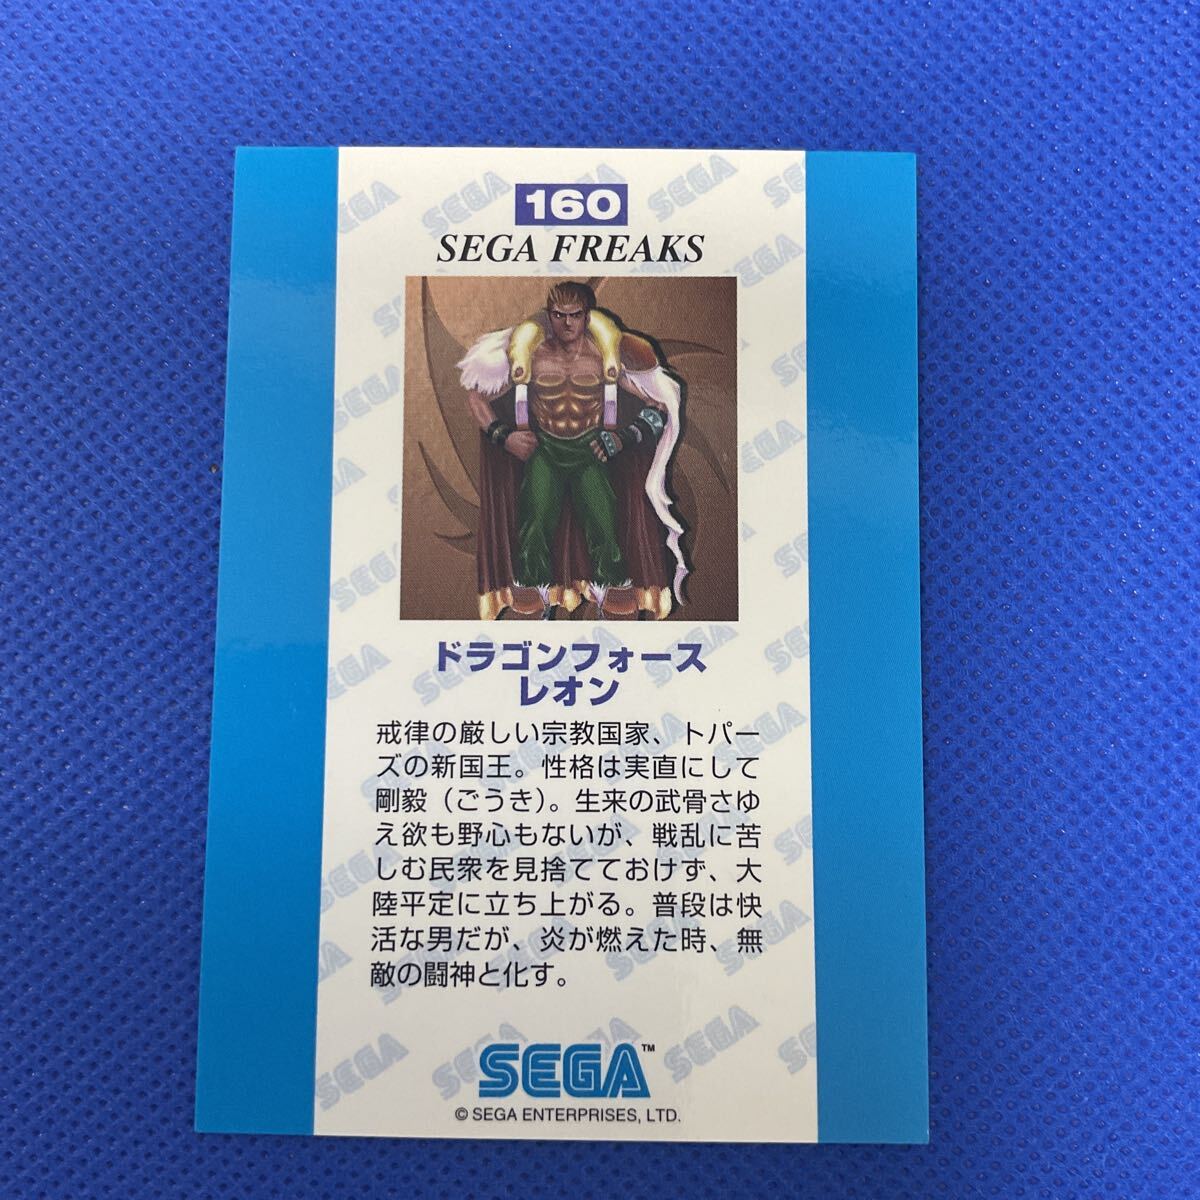 160
SEGA FREAKS
ドラゴンフォース
レオン
戒律の厳しい宗教国家、トパー
ズの新国王。性格は実直にして
剛毅（ごうき）。生来の武骨さゆ
え欲も野心もないが、戦乱に苦
しむ民衆を見捨てておけず、大
陸平定に立ち上がる。普段は快
活な男だが、炎が燃えた時、無
敵の闘神と化す。
SEGA™
© SEGA ENTERPRISES, LTD.